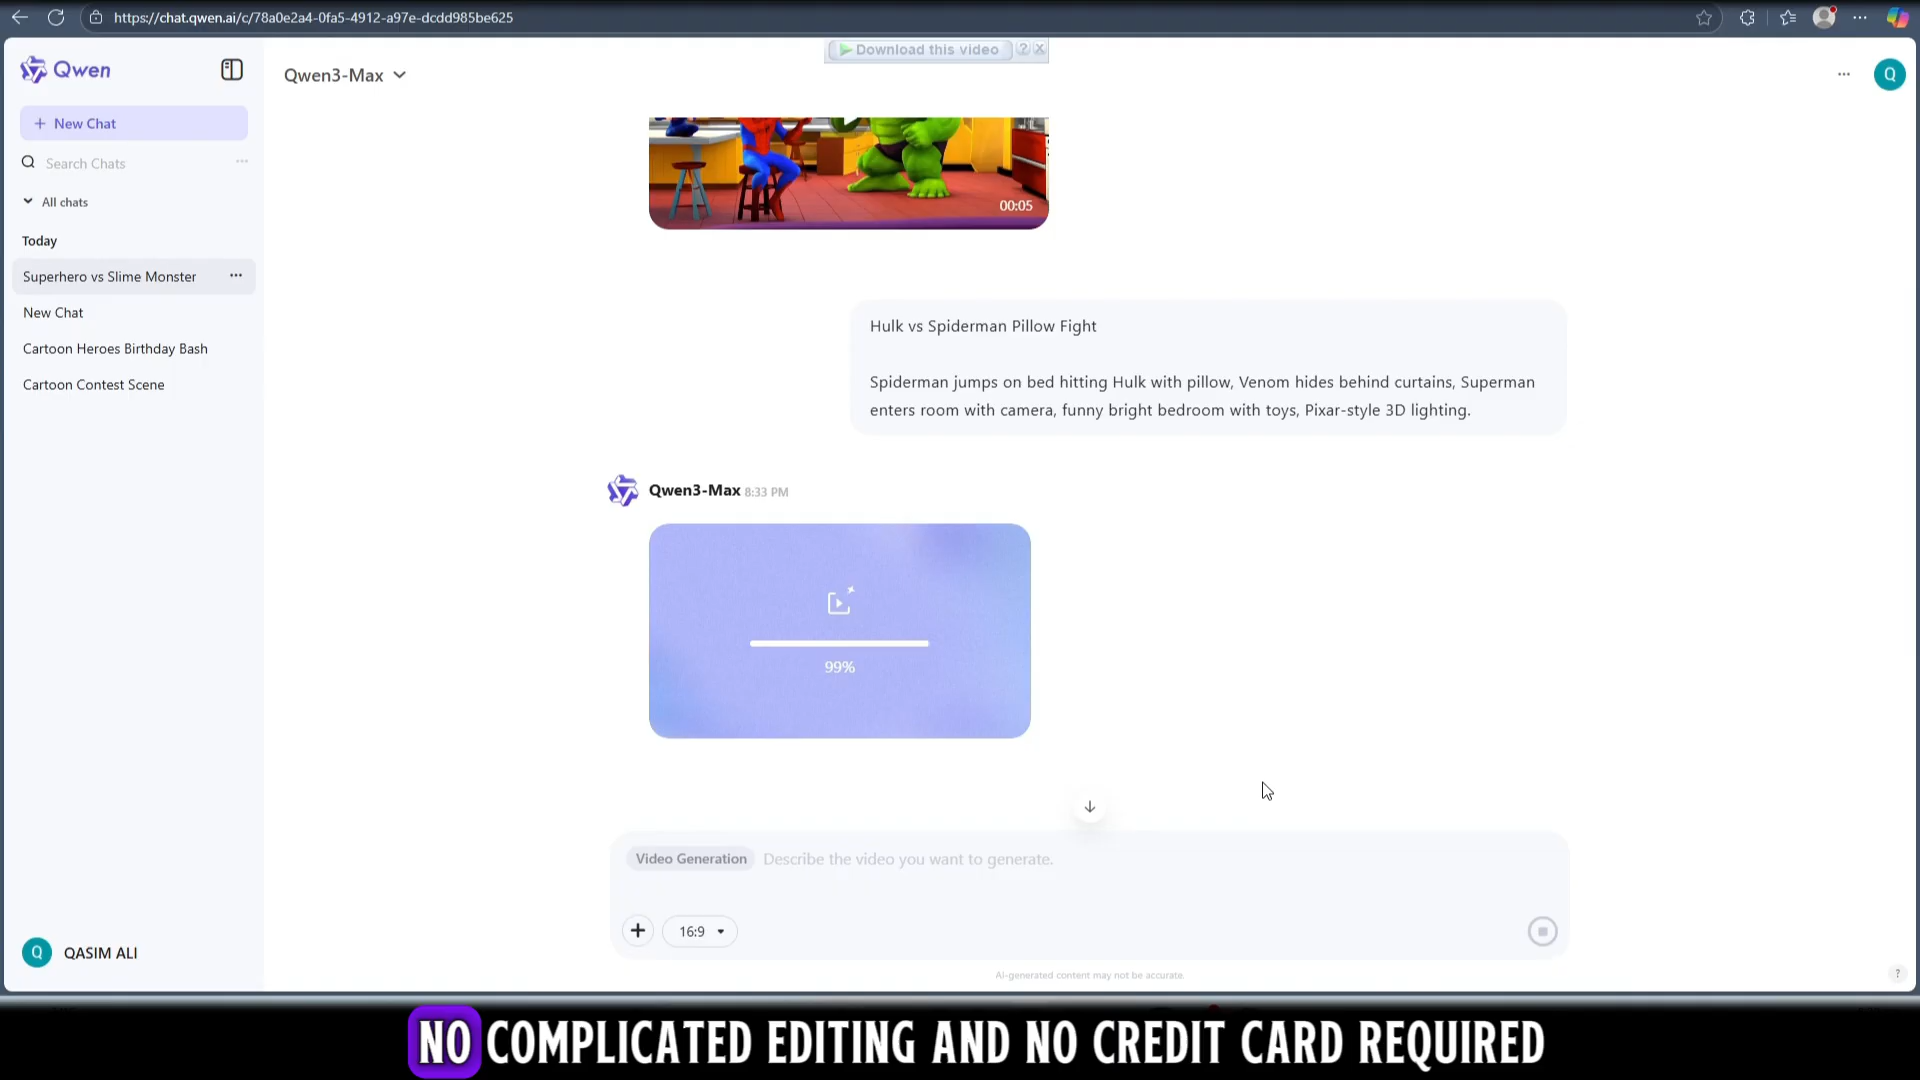 https://chat.qwen.ai/c/78a0e2a4-0fa5-4912-a97e-dcdd985be625
Download this video ? X
Qwen
Qwen3-Max
Q
+ New Chat
Search Chats
All chats
Today
Superhero vs Slime Monster
New Chat
Cartoon Heroes Birthday Bash
Cartoon Contest Scene
00:05
Hulk vs Spiderman Pillow Fight
Spiderman jumps on bed hitting Hulk with pillow, Venom hides behind curtains, Superman
enters room with camera, funny bright bedroom with toys, Pixar-style 3D lighting.
Qwen3-Max 8:33 PM
99%
Video Generation Describe the video you want to generate.
16:9
Q QASIM ALI
AI-generated content may not be accurate.
?
NO COMPLICATED EDITING AND NO CREDIT CARD REQUIRED